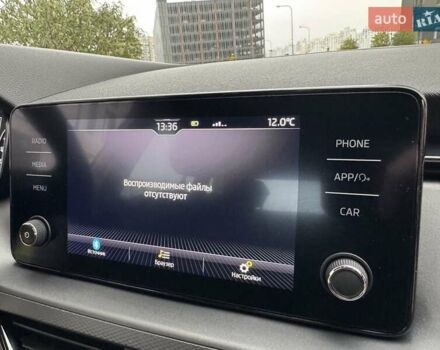 auto RIA
13:36 12.0°C
RADIO
PHONE
MEDIA
APP/
MENU
CAR
Воспроизводимые файлы
отсутствуют
Источник
Браузер
Настройки